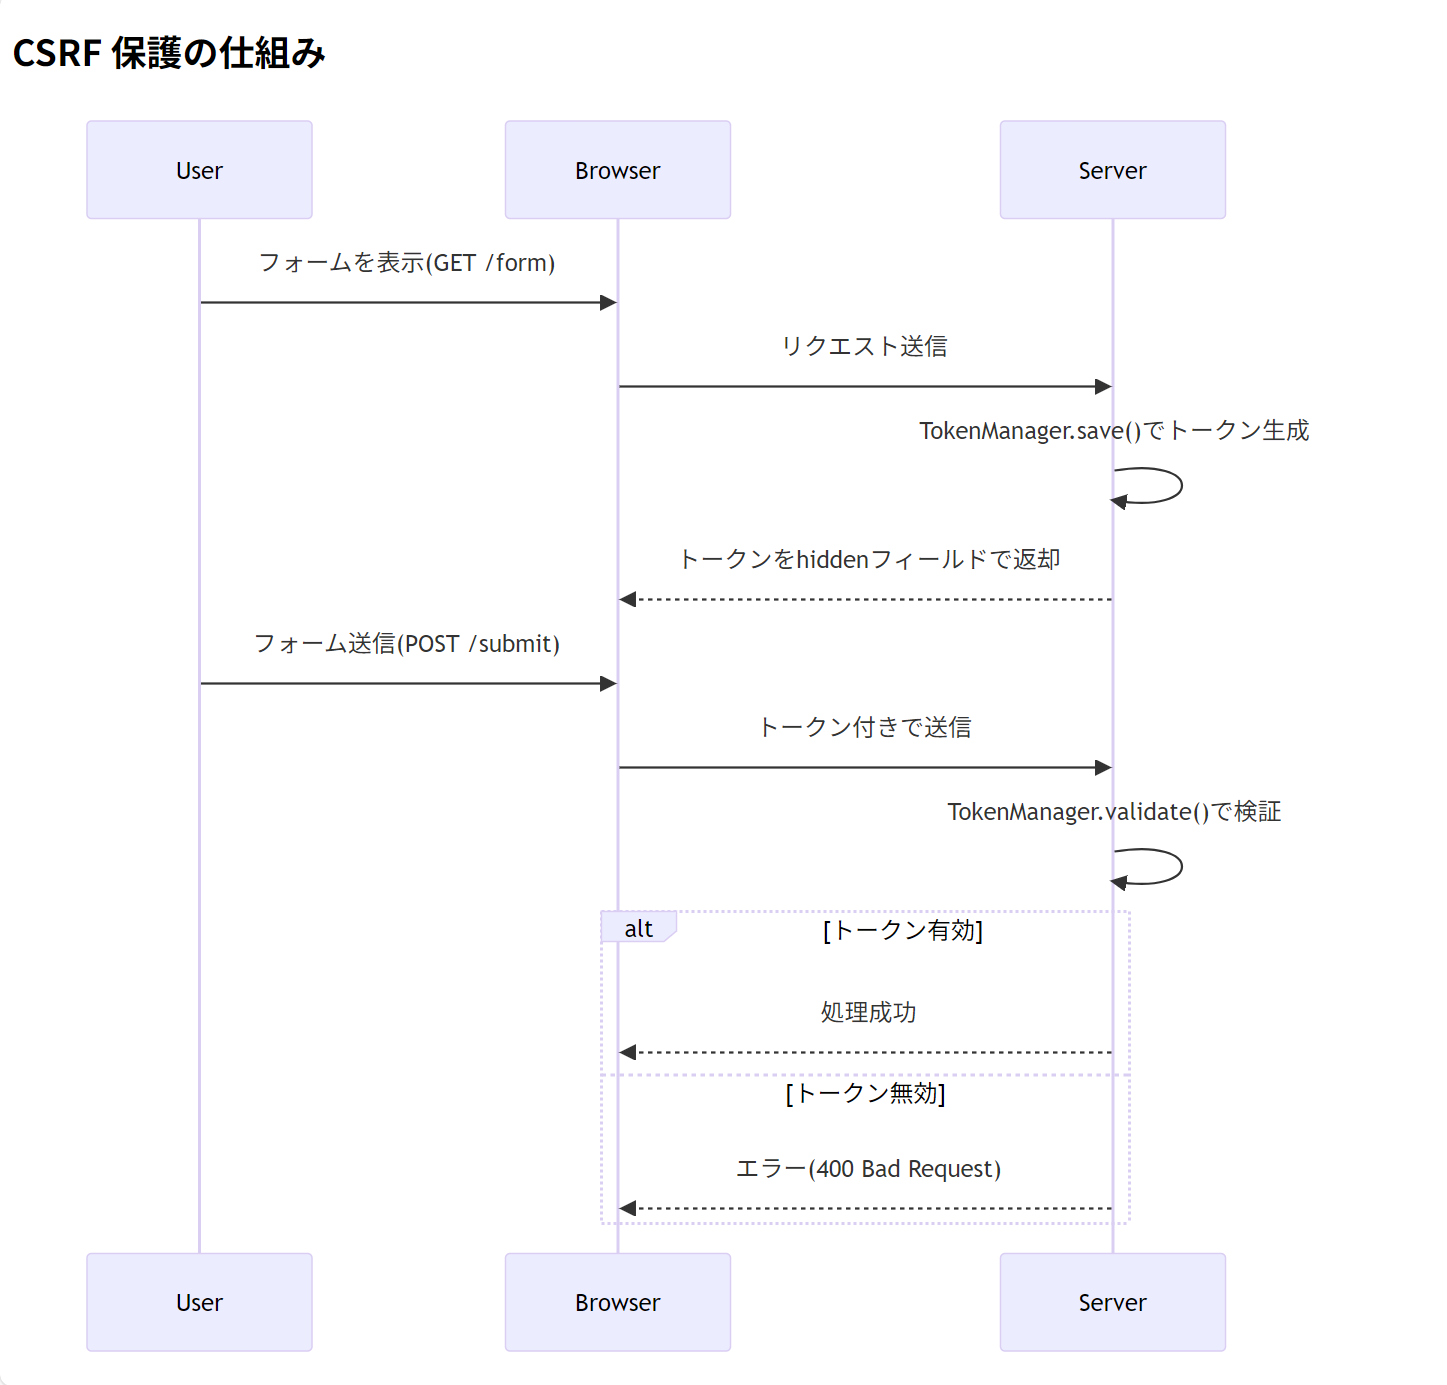 CSRF 保護の仕組み
User
Browser
Server
フォームを表示(GET /form)
リクエスト送信
TokenManager.save()でトークン生成
トークンをhiddenフィールドで返却
フォーム送信(POST /submit)
トークン付きで送信
TokenManager.validate()で検証
alt
[トークン有効]
処理成功
[トークン無効]
エラー(400 Bad Request)
User
Browser
Server